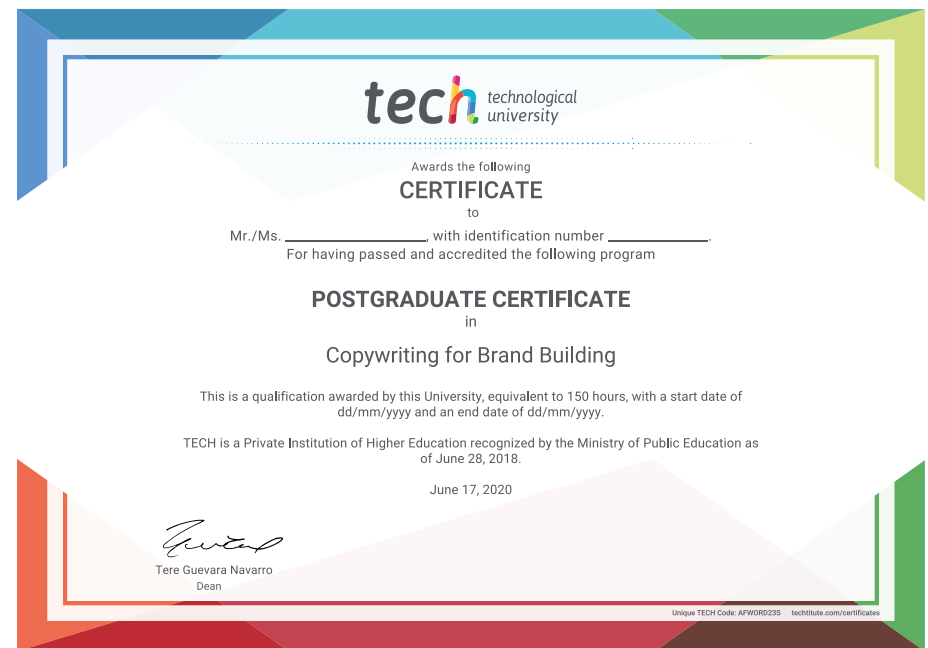 tech technological
university
Awards the following
CERTIFICATE
to
Mr./Ms. ____________________, with identification number ______________.
For having passed and accredited the following program
POSTGRADUATE CERTIFICATE
in
Copywriting for Brand Building
This is a qualification awarded by this University, equivalent to 150 hours, with a start date of
dd/mm/yyyy and an end date of dd/mm/yyyy.
TECH is a Private Institution of Higher Education recognized by the Ministry of Public Education as
of June 28, 2018.
June 17, 2020
Tere Guevara Navarro
Dean
Unique TECH Code: AFWORD23S techtitute.com/certificates